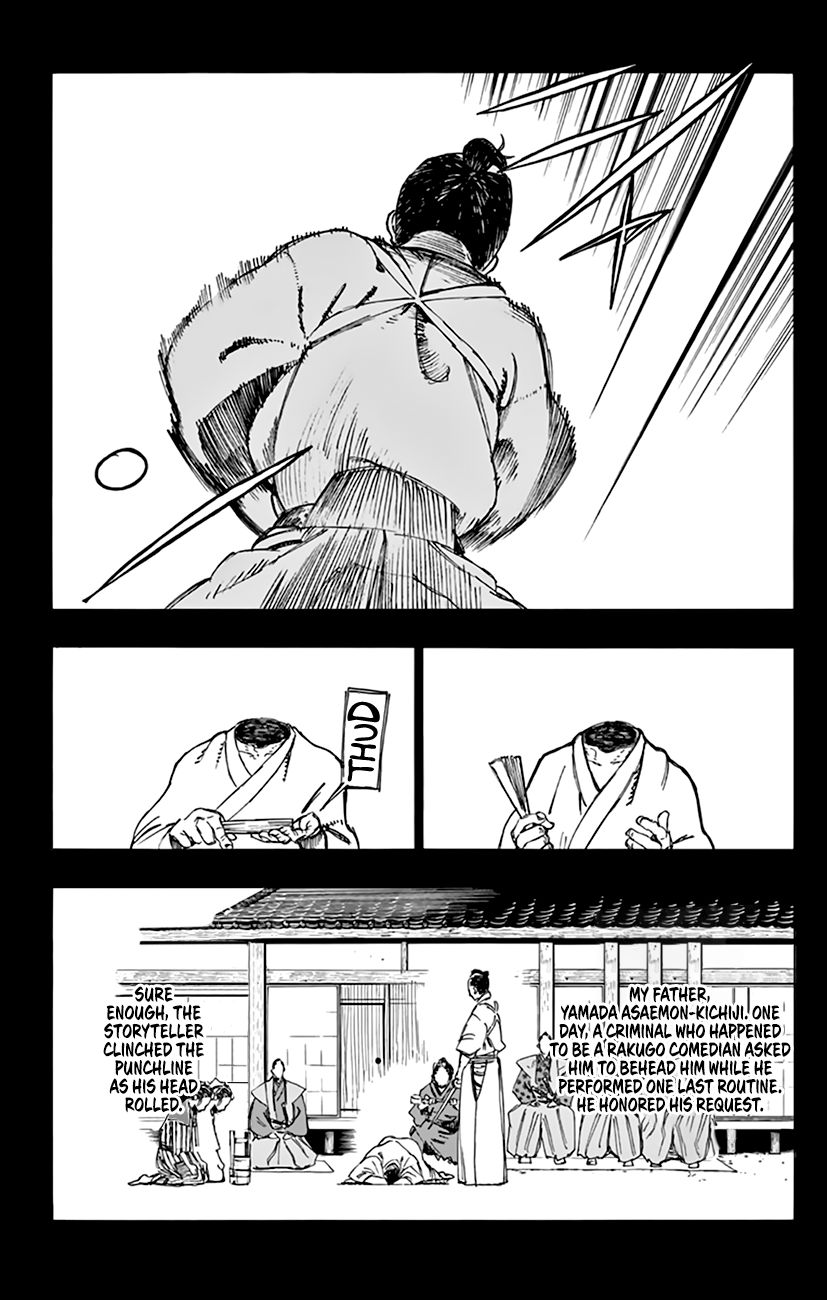 THUD
MY FATHER,
YAMADA ASAEMON-KICHIJI. ONE
DAY, A CRIMINAL WHO HAPPENED
TO BE A RAKUGO COMEDIAN ASKED
HIM TO BEHEAD HIM WHILE HE
PERFORMED ONE LAST ROUTINE.
HE HONORED HIS REQUEST.
SURE
ENOUGH, THE
STORYTELLER
CLINCHED THE
PUNCHLINE
AS HIS HEAD
ROLLED.